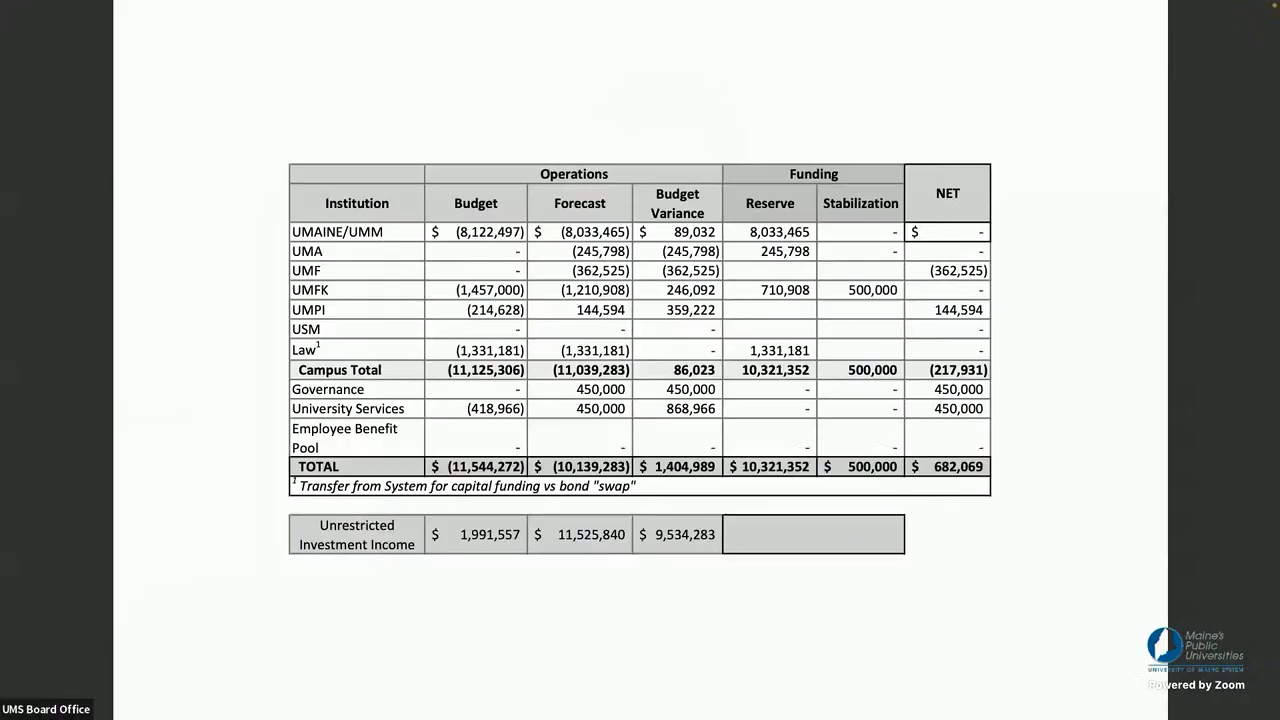 Operations Funding NET
Institution Budget Forecast Budget Variance Reserve Stabilization
UMAINE/UMM $ (8,122,497) $ (8,033,465) $ 89,032 8,033,465 - $ -
UMA - (245,798) (245,798) 245,798 - -
UMF - (362,525) (362,525) (362,525)
UMFK (1,457,000) (1,210,908) 246,092 710,908 500,000 -
UMPI (214,628) 144,594 359,222 144,594
USM - - - -
Law1 (1,331,181) (1,331,181) - 1,331,181 -
Campus Total (11,125,306) (11,039,283) 86,023 10,321,352 500,000 (217,931)
Governance - 450,000 450,000 - - 450,000
University Services (418,966) 450,000 868,966 - - 450,000
Employee Benefit
Pool - - - - - -
TOTAL $ (11,544,272) $ (10,139,283) $ 1,404,989 $ 10,321,352 $ 500,000 $ 682,069
1 Transfer from System for capital funding vs bond "swap"
Unrestricted
Investment Income $ 1,991,557 $ 11,525,840 $ 9,534,283
Maine's
Public
Universities
UNIVERSITY OF MAINE SYSTEM
Powered by Zoom
UMS Board Office